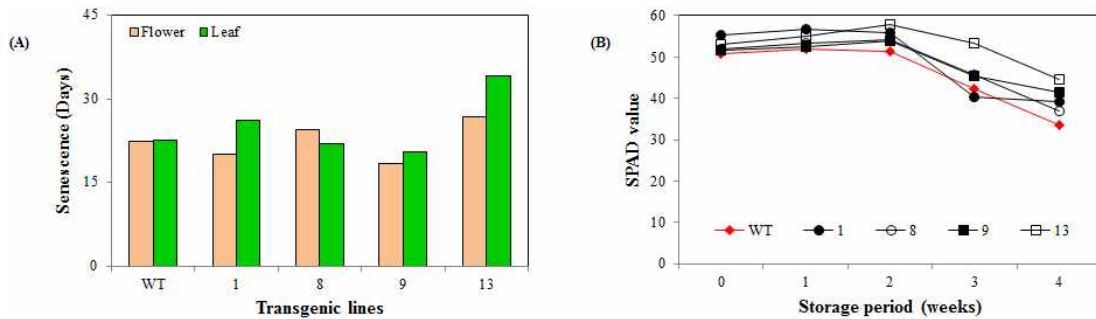 (A)
Flower Leaf
45
30
15
0
Senescence (Days)
WT 1 8 9 13
Transgenic lines
(B)
60
50
40
30
20
10
0
SPAD value
WT 1 8 9 13
0 1 2 3 4
Storage period (weeks)